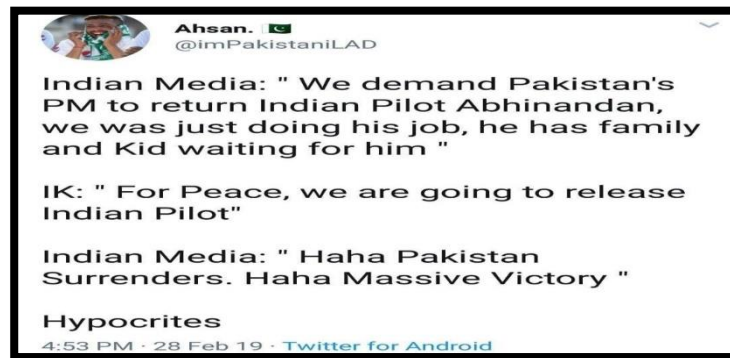 Ahsan. 🇵🇰
@imPakistaniLAD
Indian Media: " We demand Pakistan's
PM to return Indian Pilot Abhinandan,
we was just doing his job, he has family
and Kid waiting for him "
IK: " For Peace, we are going to release
Indian Pilot"
Indian Media: " Haha Pakistan
Surrenders. Haha Massive Victory "
Hypocrites
4:53 PM · 28 Feb 19 · Twitter for Android